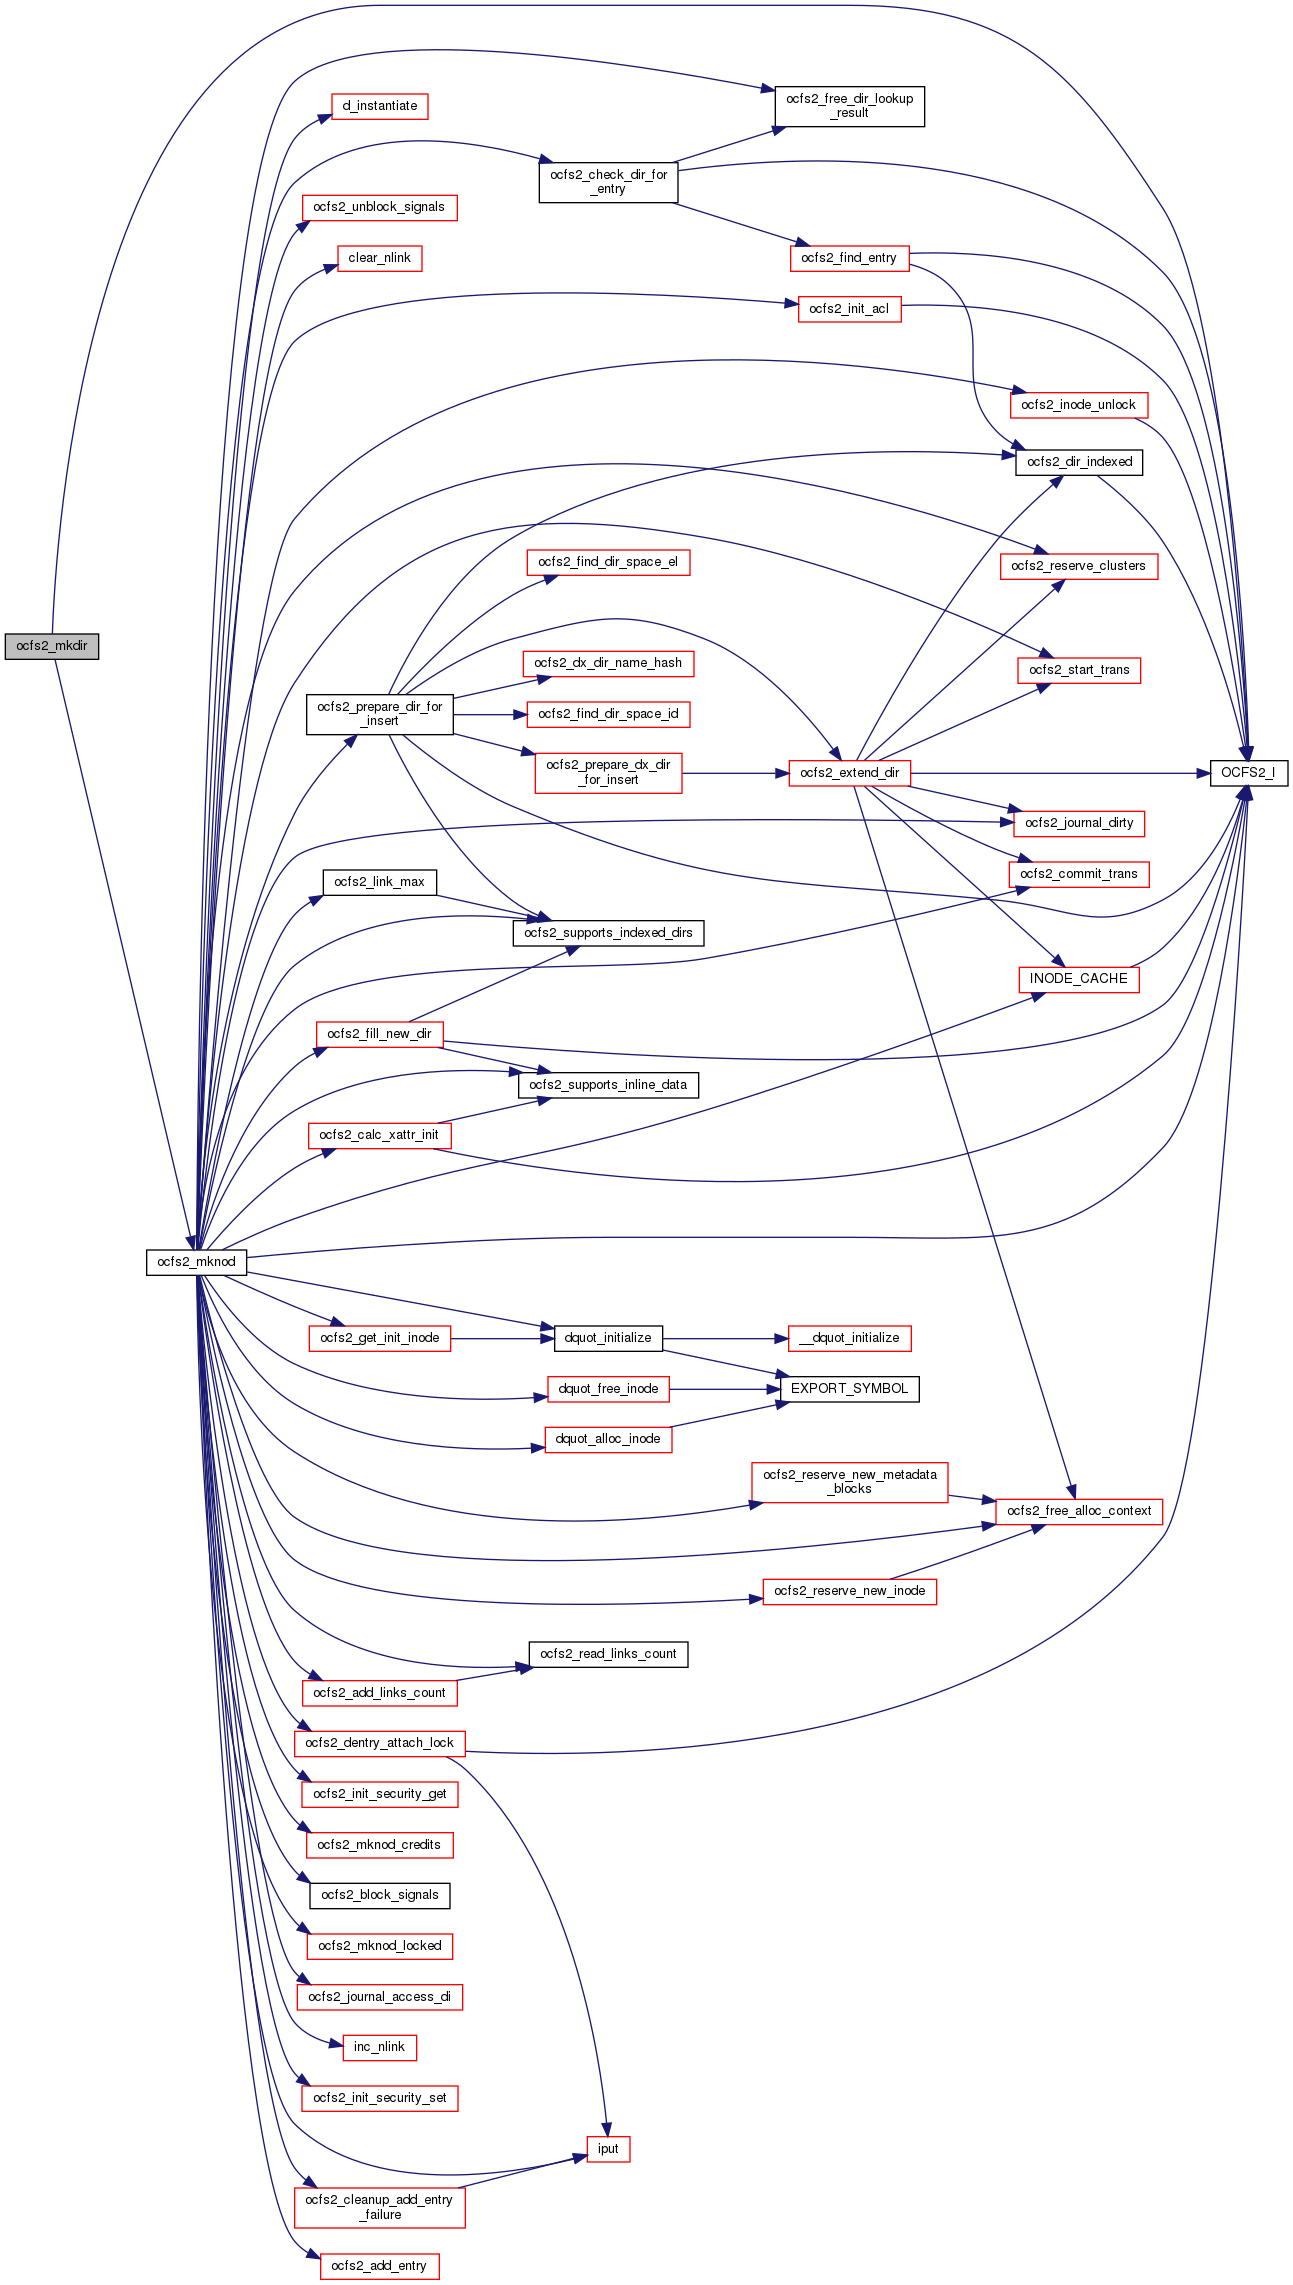 ocfs2_free_dir_lookup
_result
d_instantiate
ocfs2_check_dir_for
_entry
ocfs2_unblock_signals
clear_nlink
ocfs2_find_entry
ocfs2_init_acl
ocfs2_inode_unlock
ocfs2_dir_indexed
ocfs2_find_dir_space_el
ocfs2_reserve_clusters
ocfs2_mkdir
ocfs2_dx_dir_name_hash
ocfs2_start_trans
ocfs2_prepare_dir_for
_insert
ocfs2_find_dir_space_id
ocfs2_prepare_dx_dir
_for_insert
ocfs2_extend_dir
OCFS2_I
ocfs2_journal_dirty
ocfs2_link_max
ocfs2_commit_trans
ocfs2_supports_indexed_dirs
INODE_CACHE
ocfs2_fill_new_dir
ocfs2_supports_inline_data
ocfs2_calc_xattr_init
ocfs2_mknod
ocfs2_get_init_inode
dquot_initialize
__dquot_initialize
dquot_free_inode
EXPORT_SYMBOL
dquot_alloc_inode
ocfs2_reserve_new_metadata
_blocks
ocfs2_free_alloc_context
ocfs2_reserve_new_inode
ocfs2_read_links_count
ocfs2_add_links_count
ocfs2_dentry_attach_lock
ocfs2_init_security_get
ocfs2_mknod_credits
ocfs2_block_signals
ocfs2_mknod_locked
ocfs2_journal_access_di
inc_nlink
ocfs2_init_security_set
iput
ocfs2_cleanup_add_entry
_failure
ocfs2_add_entry